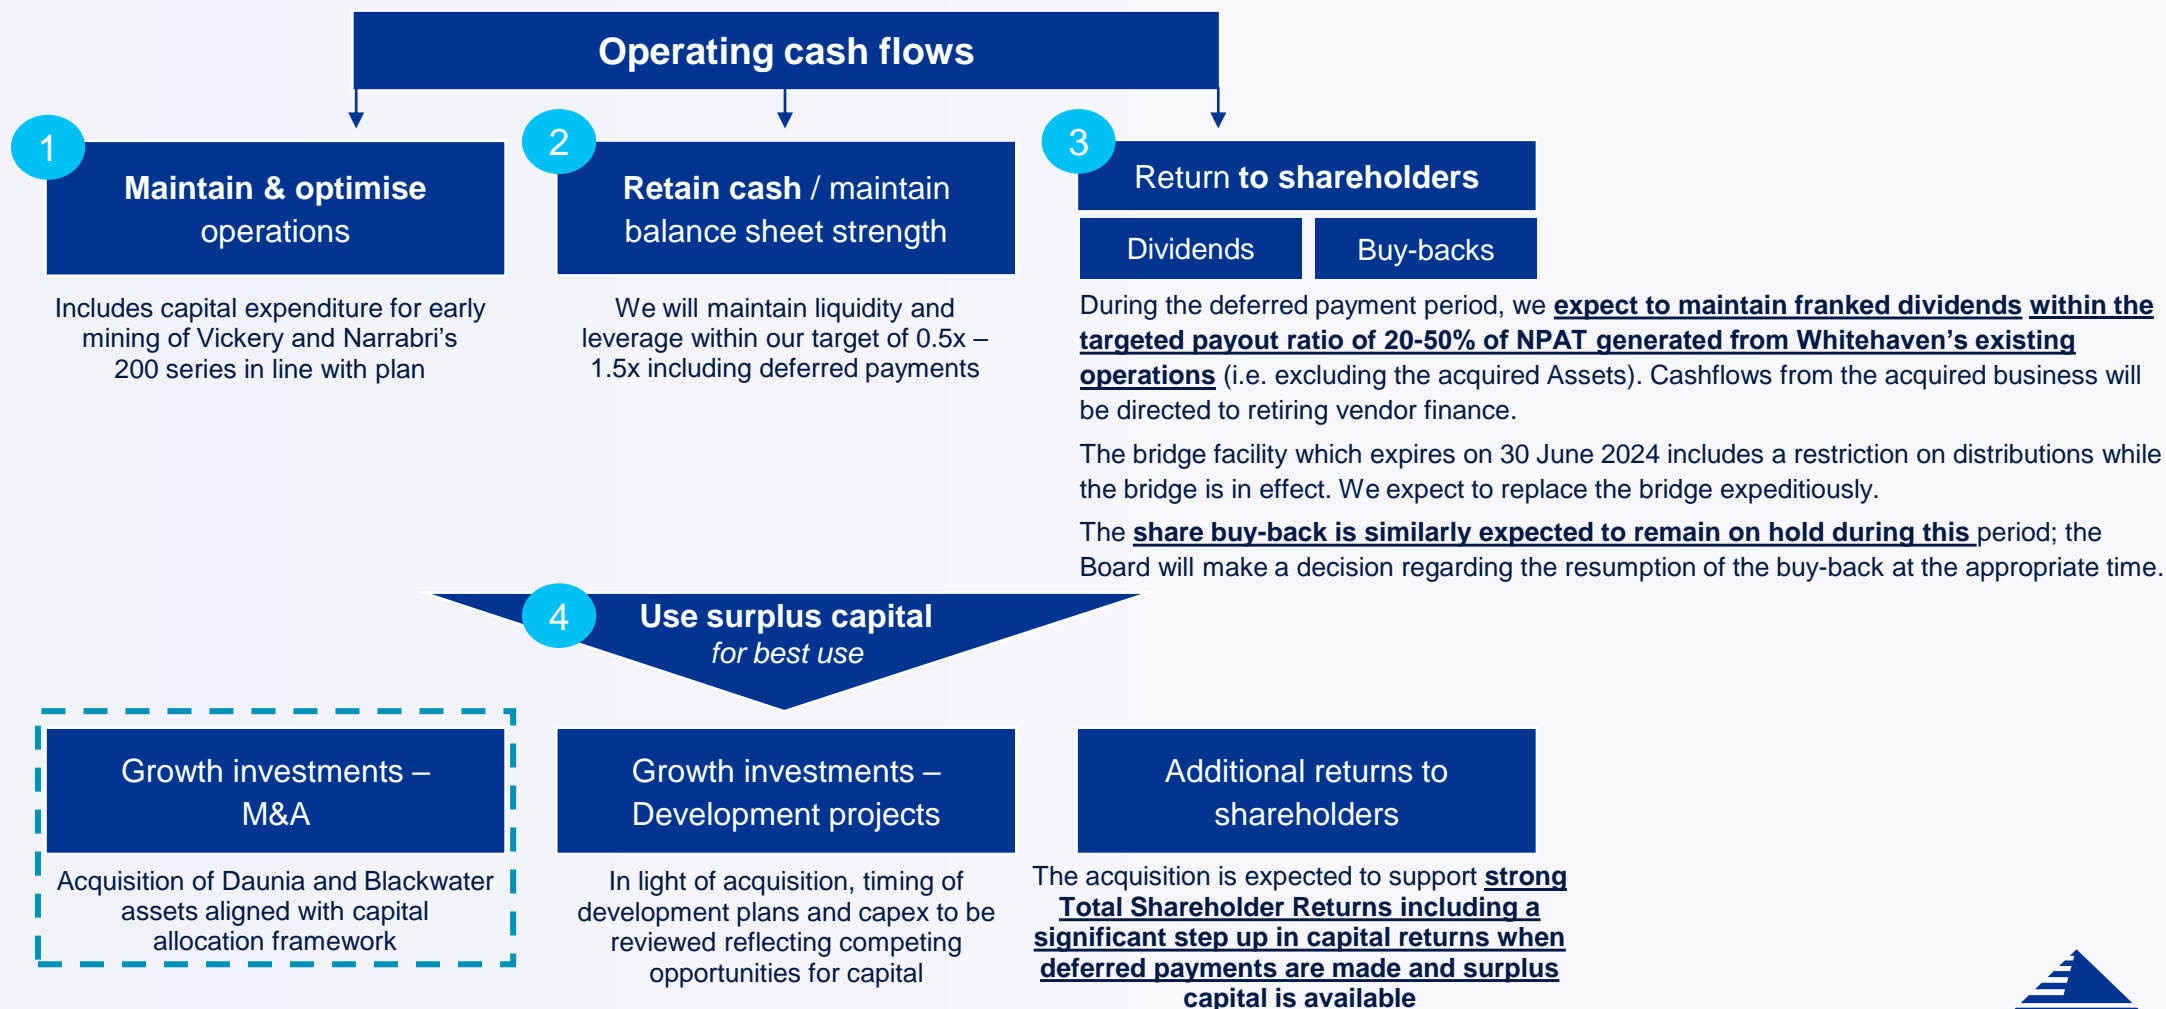 Operating cash flows
1
Maintain & optimise
operations
Includes capital expenditure for early
mining of Vickery and Narrabri's
200 series in line with plan
2
Retain cash / maintain
balance sheet strength
We will maintain liquidity and
leverage within our target of 0.5x –
1.5x including deferred payments
3
Return to shareholders
Dividends
Buy-backs
During the deferred payment period, we expect to maintain franked dividends within the
targeted payout ratio of 20-50% of NPAT generated from Whitehaven's existing
operations (i.e. excluding the acquired Assets). Cashflows from the acquired business will
be directed to retiring vendor finance.
The bridge facility which expires on 30 June 2024 includes a restriction on distributions while
the bridge is in effect. We expect to replace the bridge expeditiously.
The share buy-back is similarly expected to remain on hold during this period; the
Board will make a decision regarding the resumption of the buy-back at the appropriate time.
4
Use surplus capital
for best use
Growth investments –
M&A
Acquisition of Daunia and Blackwater
assets aligned with capital
allocation framework
Growth investments –
Development projects
In light of acquisition, timing of
development plans and capex to be
reviewed reflecting competing
opportunities for capital
Additional returns to
shareholders
The acquisition is expected to support strong
Total Shareholder Returns including a
significant step up in capital returns when
deferred payments are made and surplus
capital is available